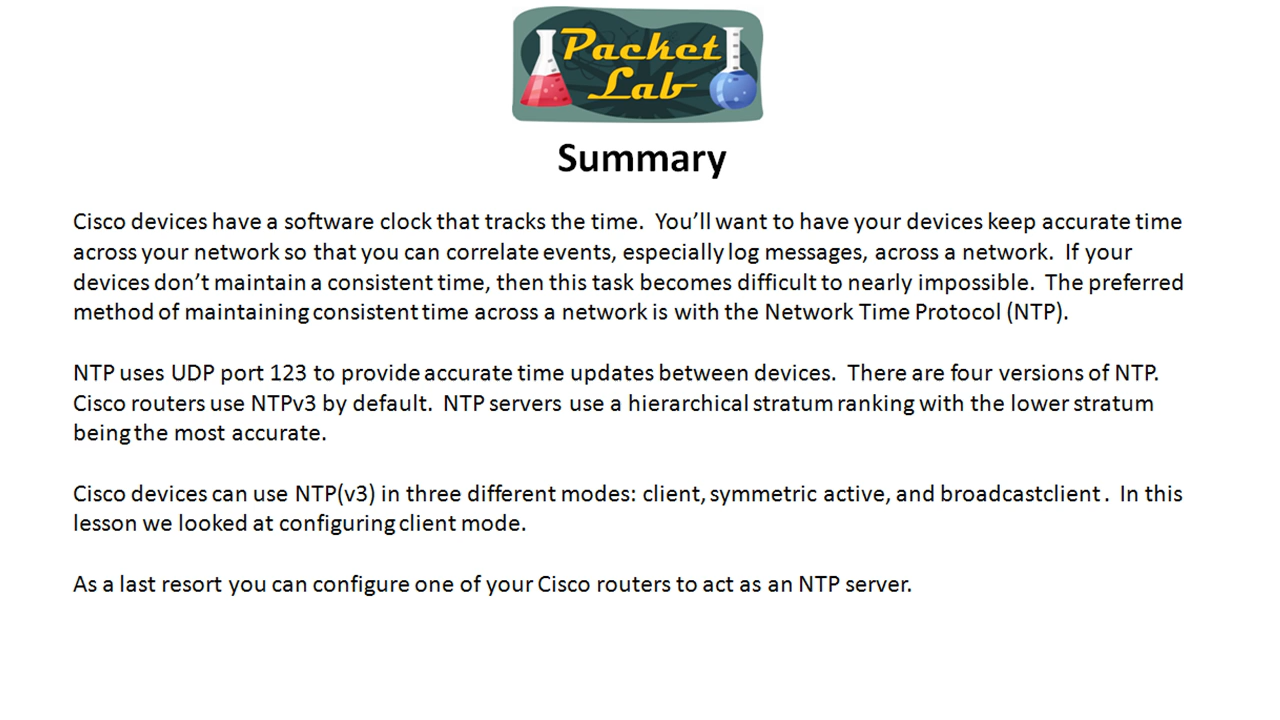 Packet
Lab
Summary
Cisco devices have a software clock that tracks the time.  You’ll want to have your devices keep accurate time
across your network so that you can correlate events, especially log messages, across a network.  If your
devices don’t maintain a consistent time, then this task becomes difficult to nearly impossible.  The preferred
method of maintaining consistent time across a network is with the Network Time Protocol (NTP).
NTP uses UDP port 123 to provide accurate time updates between devices.  There are four versions of NTP.
Cisco routers use NTPv3 by default.  NTP servers use a hierarchical stratum ranking with the lower stratum
being the most accurate.
Cisco devices can use NTP(v3) in three different modes: client, symmetric active, and broadcastclient.  In this
lesson we looked at configuring client mode.
As a last resort you can configure one of your Cisco routers to act as an NTP server.